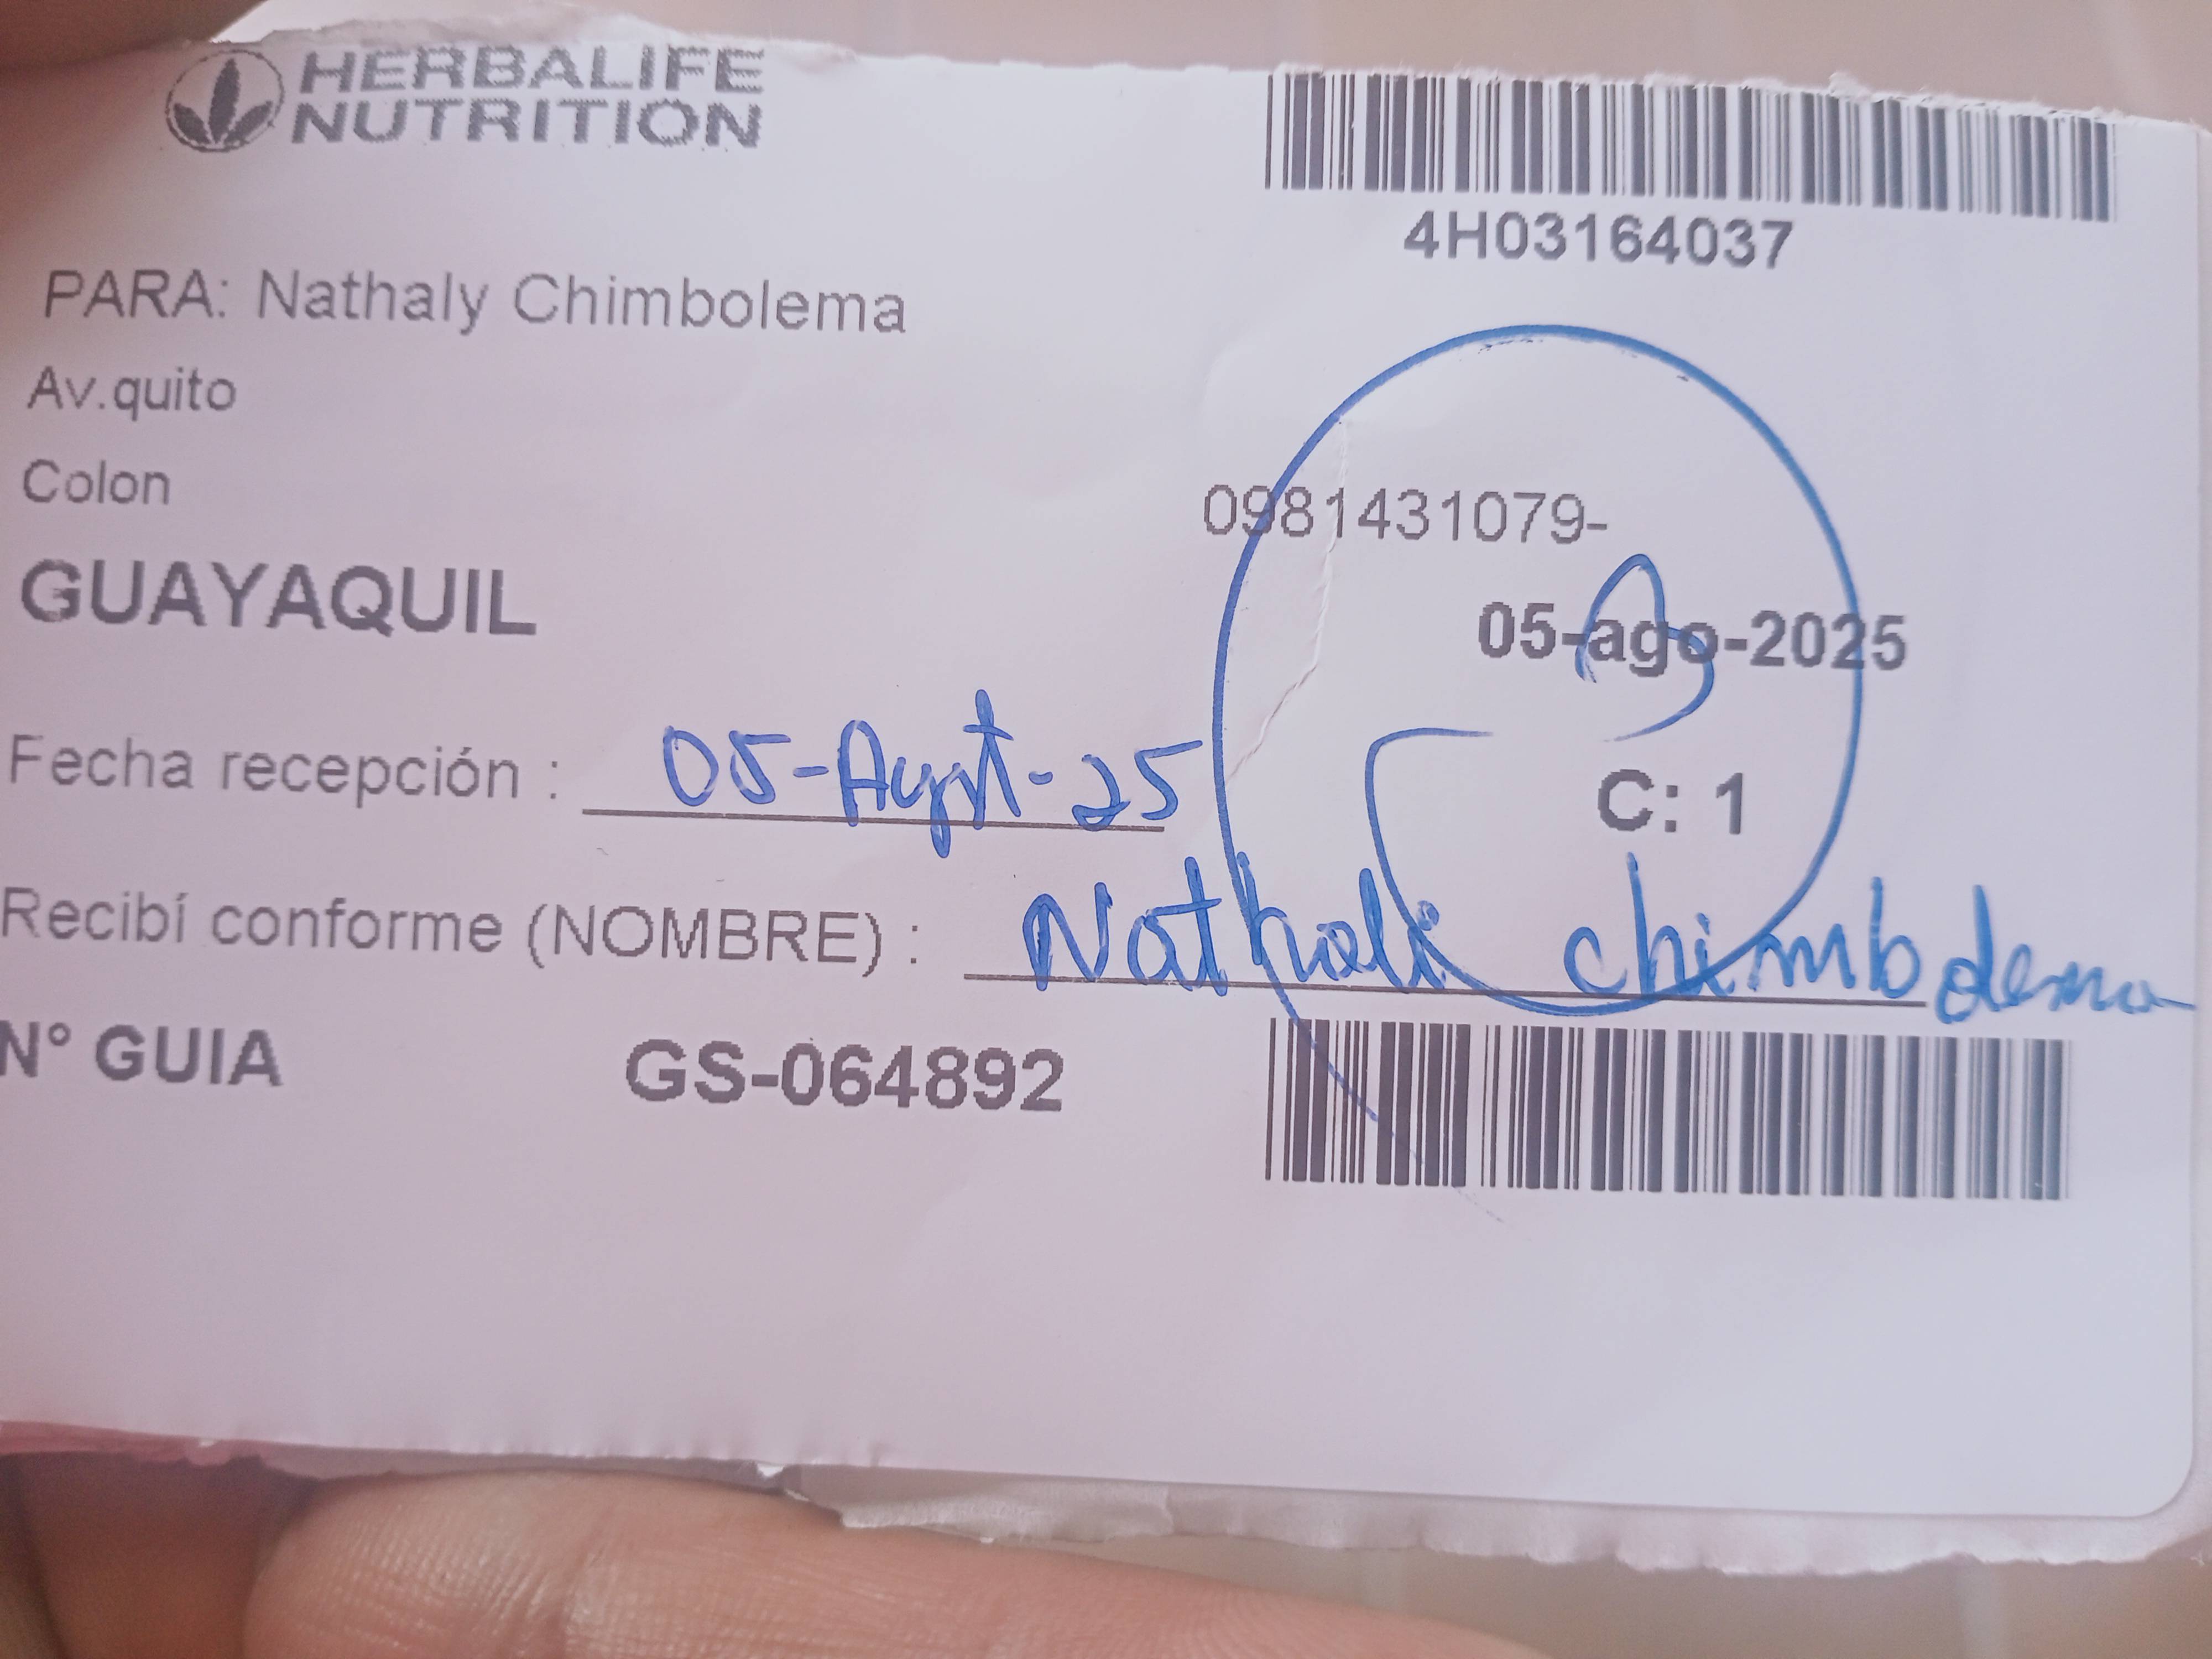 HERBALIFE
NUTRITION
4H03164037
PARA: Nathaly Chimbolema
Av.quito
Colon
0981431079-
GUAYAQUIL
05-ago-2025
Fecha recepción : 05-Agst-25
C: 1
Recibí conforme (NOMBRE) : Nathali chimbolema
N° GUIA GS-064892